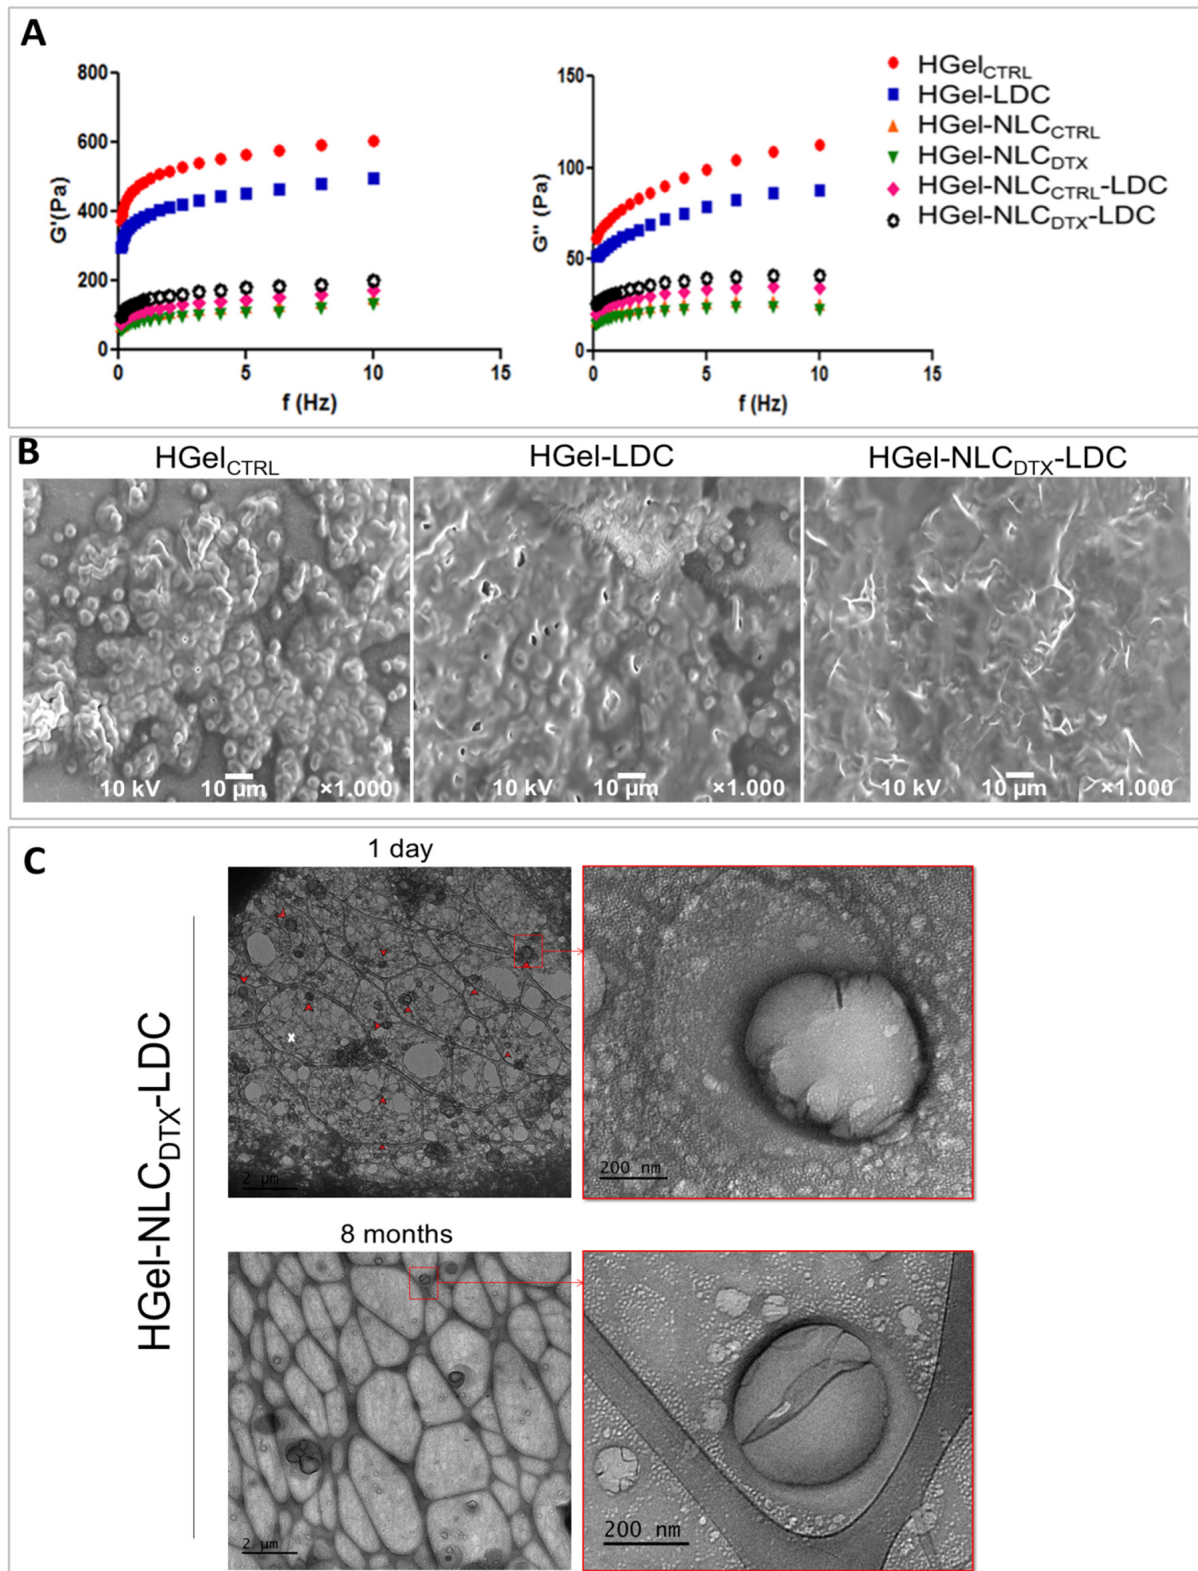 A
800
600
400
200
0
G'(Pa)
0 5 10 15
f (Hz)
150
100
50
0
G'' (Pa)
0 5 10 15
f (Hz)
HGelCTRL
HGel-LDC
HGel-NLCCTRL
HGel-NLCDTX
HGel-NLCCTRL-LDC
HGel-NLCDTX-LDC
B
HGelCTRL
HGel-LDC
HGel-NLCDTX-LDC
10 kV 10 μm ×1.000
10 kV 10 μm ×1.000
10 kV 10 μm ×1.000
C
HGel-NLCDTX-LDC
1 day
x
2 μm
200 nm
8 months
2 μm
200 nm